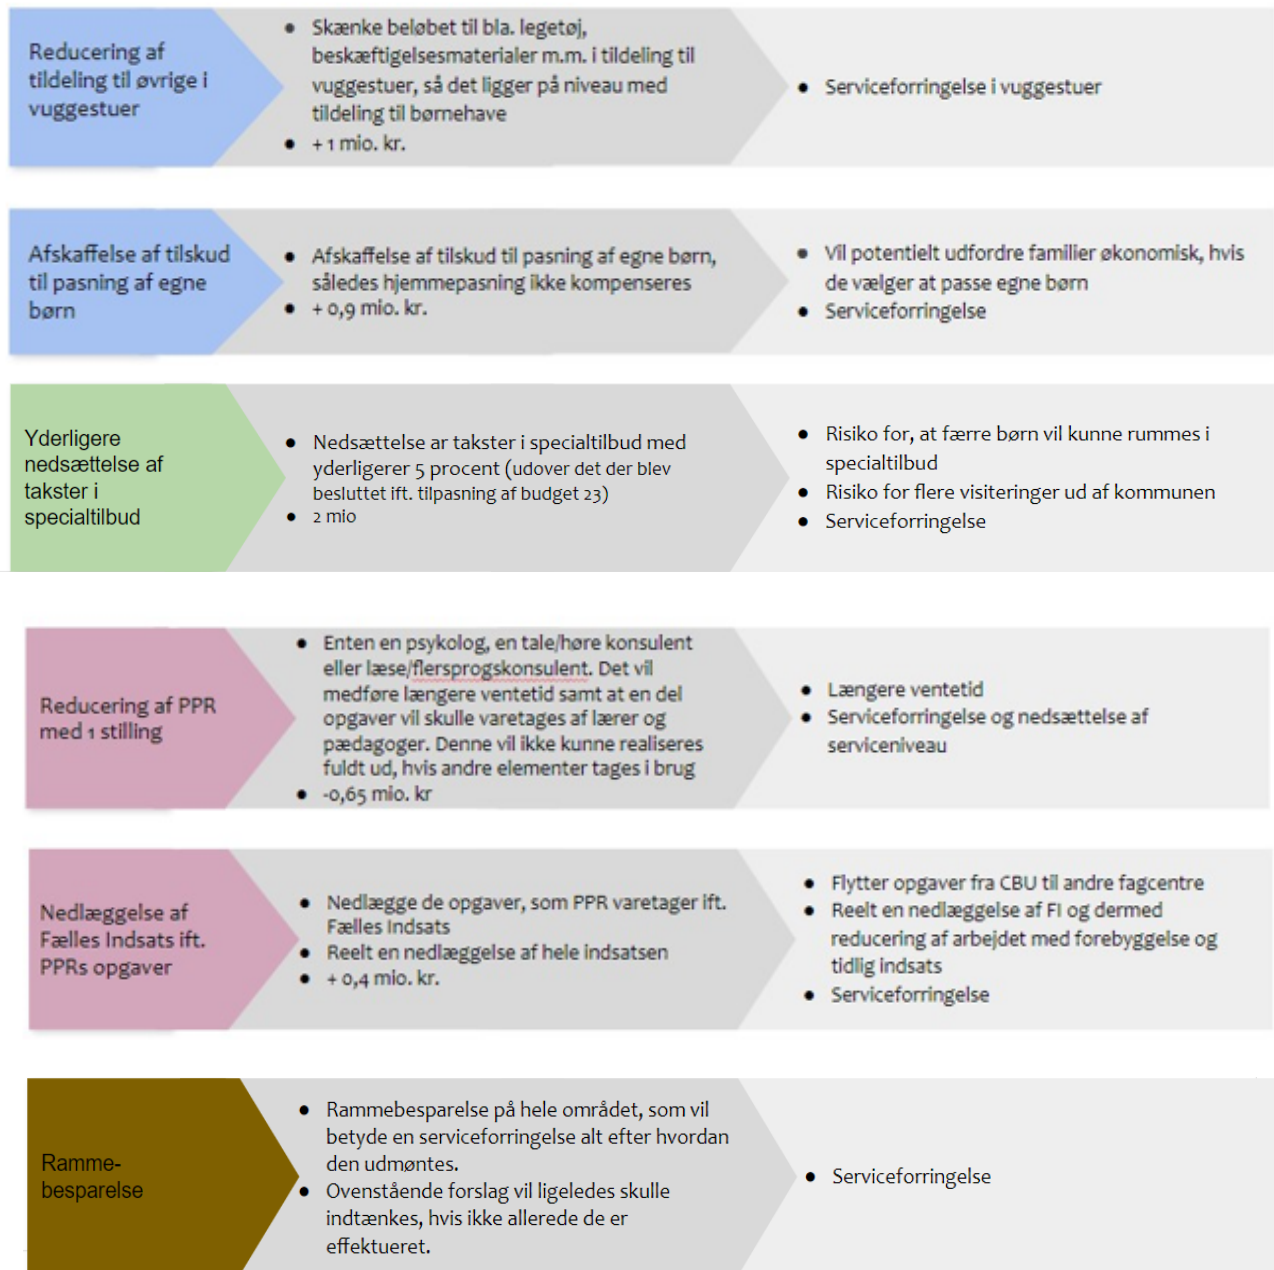 Reducering af
tildeling til øvrige i
vuggestuer
● Skænke beløbet til bla. legetøj,
beskæftigelsesmaterialer m.m. i tildeling til
vuggestuer, så det ligger på niveau med
tildeling til børnehave
● + 1 mio. kr.
● Serviceforringelse i vuggestuer
Afskaffelse af tilskud
til pasning af egne
børn
● Afskaffelse af tilskud til pasning af egne børn,
således hjemmepasning ikke kompenseres
● + 0,9 mio. kr.
● Vil potentielt udfordre familier økonomisk, hvis
de vælger at passe egne børn
● Serviceforringelse
Yderligere
nedsættelse af
takster i
specialtilbud
● Nedsættelse ar takster i specialtilbud med
yderligerer 5 procent (udover det der blev
besluttet ift. tilpasning af budget 23)
● 2 mio
● Risiko for, at færre børn vil kunne rummes i
specialtilbud
● Risiko for flere visiteringer ud af kommunen
● Serviceforringelse
Reducering af PPR
med 1 stilling
● Enten en psykolog, en tale/høre konsulent
eller læse/flersprogskonsulent. Det vil
medføre længere ventetid samt at en del
opgaver vil skulle varetages af lærer og
pædagoger. Denne vil ikke kunne realiseres
fuldt ud, hvis andre elementer tages i brug
● -0,65 mio. kr
● Længere ventetid
● Serviceforringelse og nedsættelse af
serviceniveau
Nedlæggelse af
Fælles Indsats ift.
PPRs opgaver
● Nedlægge de opgaver, som PPR varetager ift.
Fælles Indsats
● Reelt en nedlæggelse af hele indsatsen
● + 0,4 mio. kr.
● Flytter opgaver fra CBU til andre fagcentre
● Reelt en nedlæggelse af FI og dermed
reducering af arbejdet med forebyggelse og
tidlig indsats
● Serviceforringelse
Ramme-
besparelse
● Rammebesparelse på hele området, som vil
betyde en serviceforringelse alt efter hvordan
den udmøntes.
● Ovenstående forslag vil ligeledes skulle
indtænkes, hvis ikke allerede de er
effektueret.
● Serviceforringelse